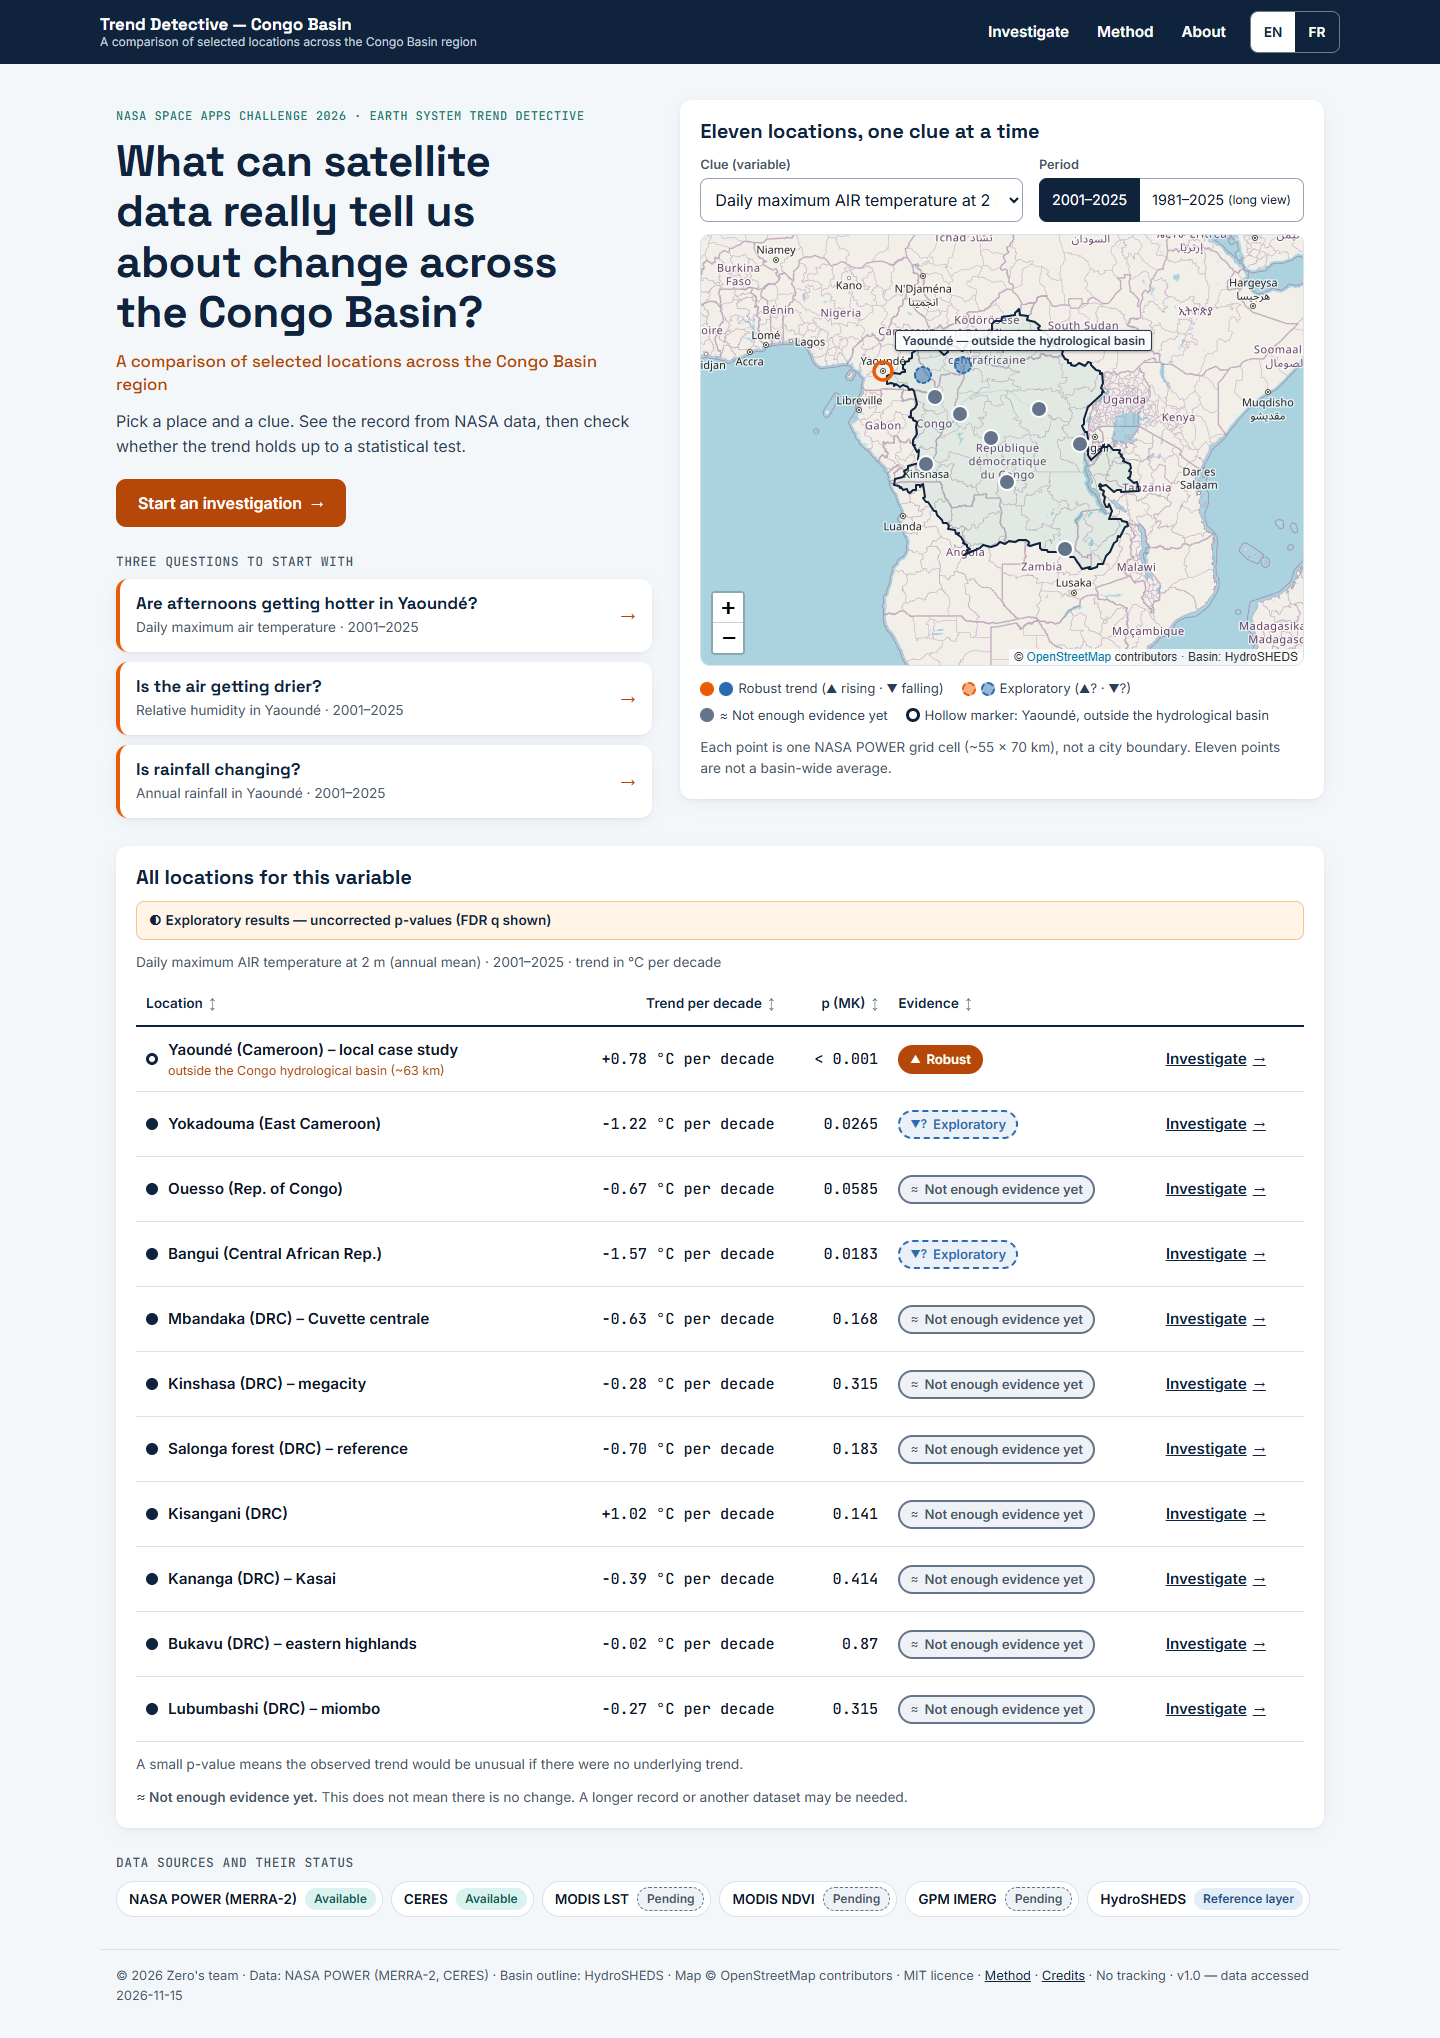 Trend Detective — Congo Basin
A comparison of selected locations across the Congo Basin region
Investigate
Method
About
EN
FR
NASA SPACE APPS CHALLENGE 2026 · EARTH SYSTEM TREND DETECTIVE
What can satellite
data really tell us
about change across
the Congo Basin?
A comparison of selected locations across the Congo Basin
region
Pick a place and a clue. See the record from NASA data, then check
whether the trend holds up to a statistical test.
Start an investigation →
THREE QUESTIONS TO START WITH
Are afternoons getting hotter in Yaoundé?
Daily maximum air temperature · 2001–2025
→
Is the air getting drier?
Relative humidity in Yaoundé · 2001–2025
→
Is rainfall changing?
Annual rainfall in Yaoundé · 2001–2025
→
Eleven locations, one clue at a time
Clue (variable)
Period
Daily maximum AIR temperature at 2
2001–2025
1981–2025 (long view)
Tchad تشاد
السودان
إرتريا
Niamey
Burkina
Faso
Kano
N'Djaména
انجمينا
Hargeysa
هرجيسا
Bénin
Nigeria
Ködörösêse
South Sudan
ኢትዮጵያ
oire
Lomé
Lagos
Yaoundé — outside the hydrological basin
idjan
Accra
Yaoundé
centrafricaine
Soomaal
الصومال
Libreville
Uganda
Muqdisho
مقديشو
Gabon
Congo
Kenya
République
démocratique
du Congo
Kinshasa
Tanzania
Dar es
Salaam
Luanda
Angola
Zambia
Malawi
Lusaka
Moçambique
Madagasika
Madagasc
+
−
© OpenStreetMap contributors · Basin: HydroSHEDS
Robust trend (▲ rising · ▼ falling)
Exploratory (▲? · ▼?)
≈ Not enough evidence yet
Hollow marker: Yaoundé, outside the hydrological basin
Each point is one NASA POWER grid cell (~55 × 70 km), not a city boundary. Eleven points
are not a basin-wide average.
All locations for this variable
◐ Exploratory results — uncorrected p-values (FDR q shown)
Daily maximum AIR temperature at 2 m (annual mean) · 2001–2025 · trend in °C per decade
Location ↕ Trend per decade ↕ p (MK) ↕ Evidence ↕
Yaoundé (Cameroon) – local case study
outside the Congo hydrological basin (~63 km)
+0.78 °C per decade < 0.001 ▲ Robust Investigate →
Yokadouma (East Cameroon) -1.22 °C per decade 0.0265 ▼? Exploratory Investigate →
Ouesso (Rep. of Congo) -0.67 °C per decade 0.0585 ≈ Not enough evidence yet Investigate →
Bangui (Central African Rep.) -1.57 °C per decade 0.0183 ▼? Exploratory Investigate →
Mbandaka (DRC) – Cuvette centrale -0.63 °C per decade 0.168 ≈ Not enough evidence yet Investigate →
Kinshasa (DRC) – megacity -0.28 °C per decade 0.315 ≈ Not enough evidence yet Investigate →
Salonga forest (DRC) – reference -0.70 °C per decade 0.183 ≈ Not enough evidence yet Investigate →
Kisangani (DRC) +1.02 °C per decade 0.141 ≈ Not enough evidence yet Investigate →
Kananga (DRC) – Kasai -0.39 °C per decade 0.414 ≈ Not enough evidence yet Investigate →
Bukavu (DRC) – eastern highlands -0.02 °C per decade 0.87 ≈ Not enough evidence yet Investigate →
Lubumbashi (DRC) – miombo -0.27 °C per decade 0.315 ≈ Not enough evidence yet Investigate →
A small p-value means the observed trend would be unusual if there were no underlying trend.
≈ Not enough evidence yet. This does not mean there is no change. A longer record or another dataset may be needed.
DATA SOURCES AND THEIR STATUS
NASA POWER (MERRA-2) Available
CERES Available
MODIS LST Pending
MODIS NDVI Pending
GPM IMERG Pending
HydroSHEDS Reference layer
© 2026 Zero's team · Data: NASA POWER (MERRA-2, CERES) · Basin outline: HydroSHEDS · Map © OpenStreetMap contributors · MIT licence · Method · Credits · No tracking · v1.0 — data accessed
2026-11-15